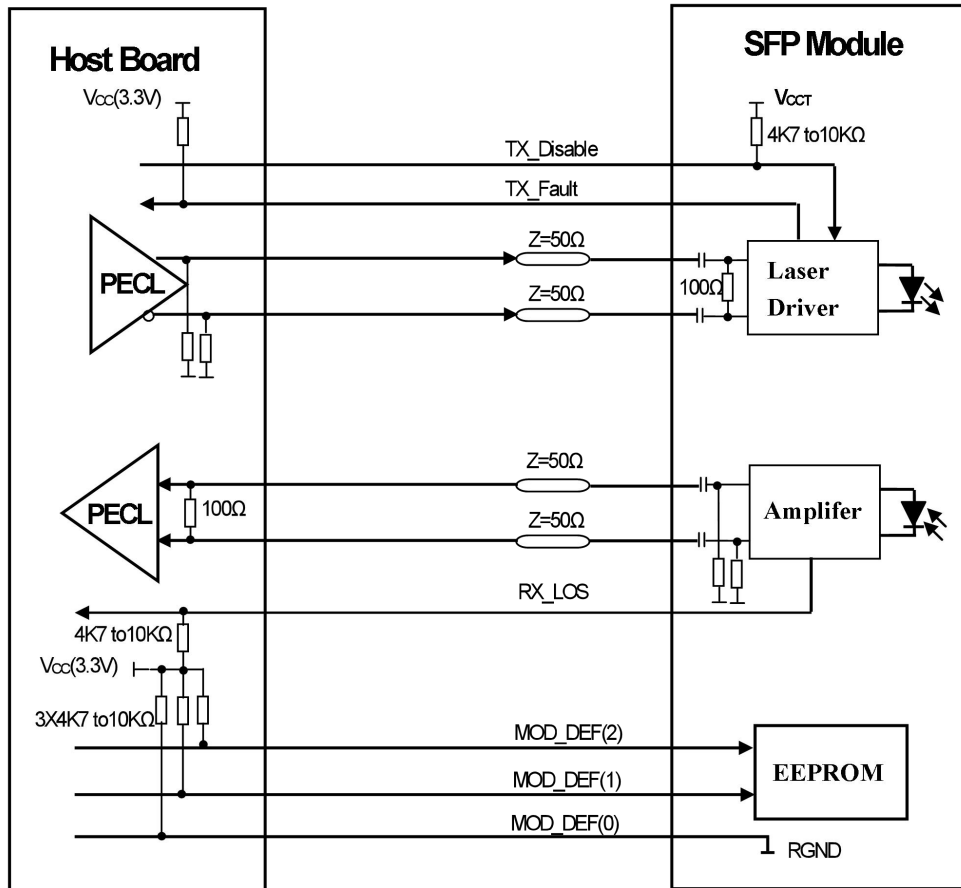 Host Board
SFP Module
VCC(3.3V)
VCCT
4K7 to10KΩ
TX_Disable
TX_Fault
Z=50Ω
PECL
100Ω
Laser
Driver
Z=50Ω
Z=50Ω
PECL
100Ω
Z=50Ω
Amplifer
RX_LOS
4K7 to10KΩ
VCC(3.3V)
3X4K7 to10KΩ
MOD_DEF(2)
EEPROM
MOD_DEF(1)
MOD_DEF(0)
RGND